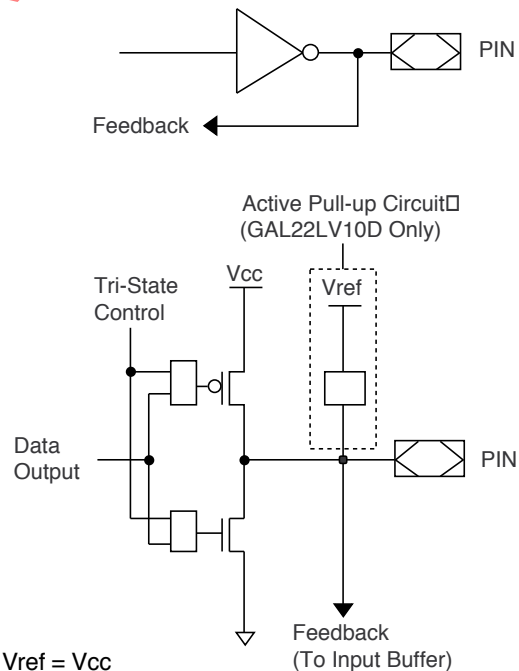 PIN
Feedback
Active Pull-up Circuit□
(GAL22LV10D Only)
Tri-State
Control
Vcc
Vref
Data
Output
PIN
Feedback
(To Input Buffer)
Vref = Vcc